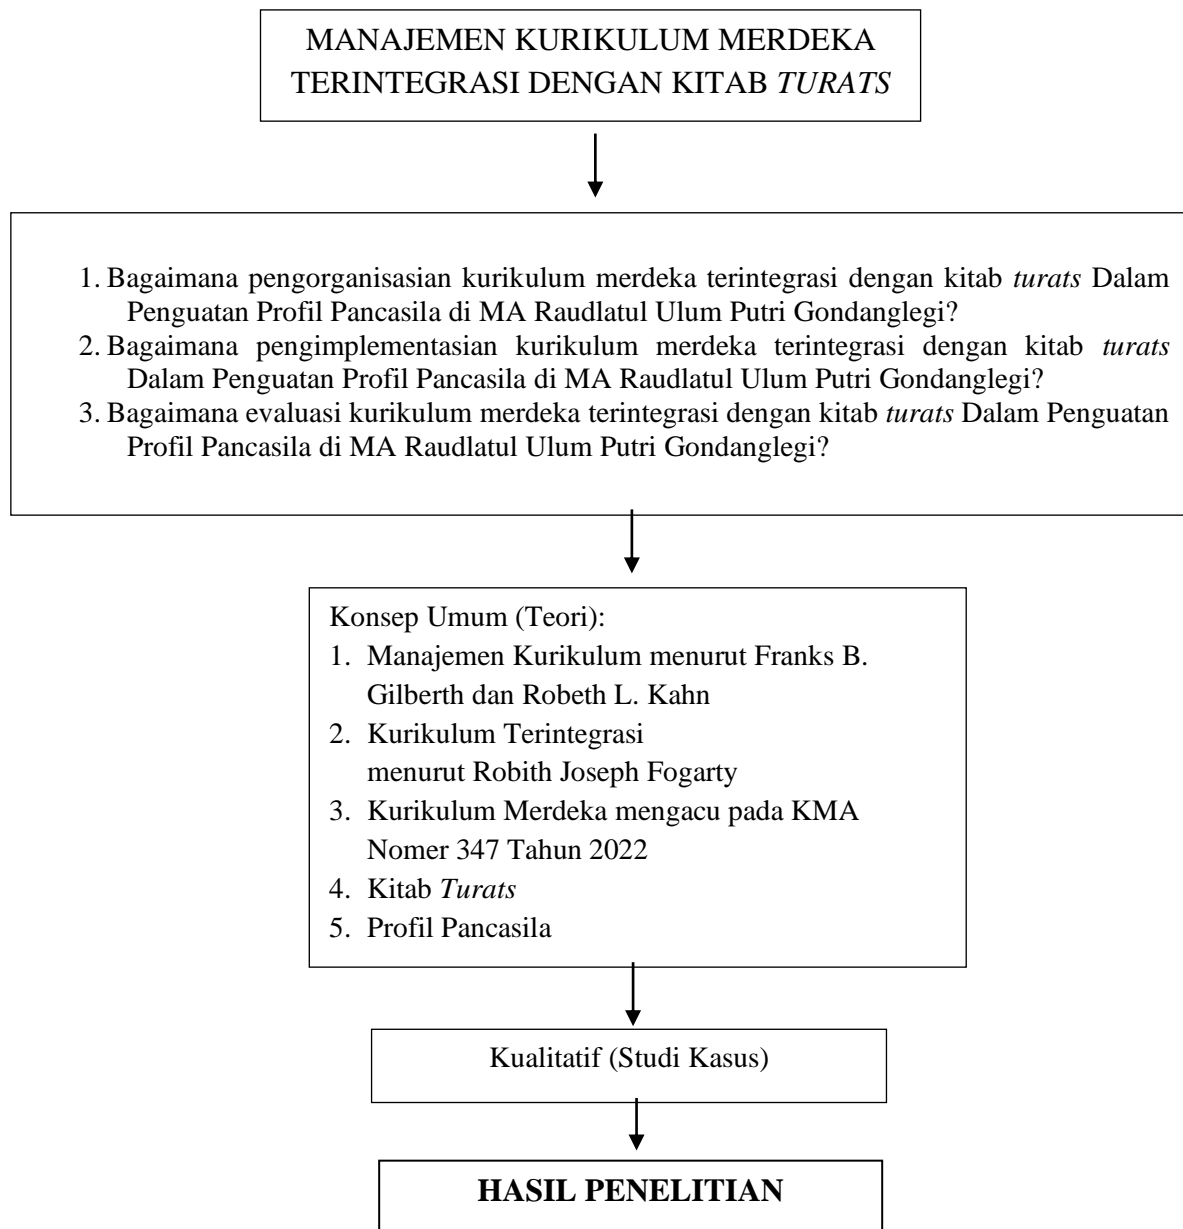 MANAJEMEN KURIKULUM MERDEKA
TERINTEGRASI DENGAN KITAB TURATS
1. Bagaimana pengorganisasian kurikulum merdeka terintegrasi dengan kitab turats Dalam
Penguatan Profil Pancasila di MA Raudlatul Ulum Putri Gondanglegi?
2. Bagaimana pengimplementasian kurikulum merdeka terintegrasi dengan kitab turats
Dalam Penguatan Profil Pancasila di MA Raudlatul Ulum Putri Gondanglegi?
3. Bagaimana evaluasi kurikulum merdeka terintegrasi dengan kitab turats Dalam Penguatan
Profil Pancasila di MA Raudlatul Ulum Putri Gondanglegi?
Konsep Umum (Teori):
1. Manajemen Kurikulum menurut Franks B.
Gilberth dan Robeth L. Kahn
2. Kurikulum Terintegrasi
menurut Robith Joseph Fogarty
3. Kurikulum Merdeka mengacu pada KMA
Nomer 347 Tahun 2022
4. Kitab Turats
5. Profil Pancasila
Kualitatif (Studi Kasus)
HASIL PENELITIAN